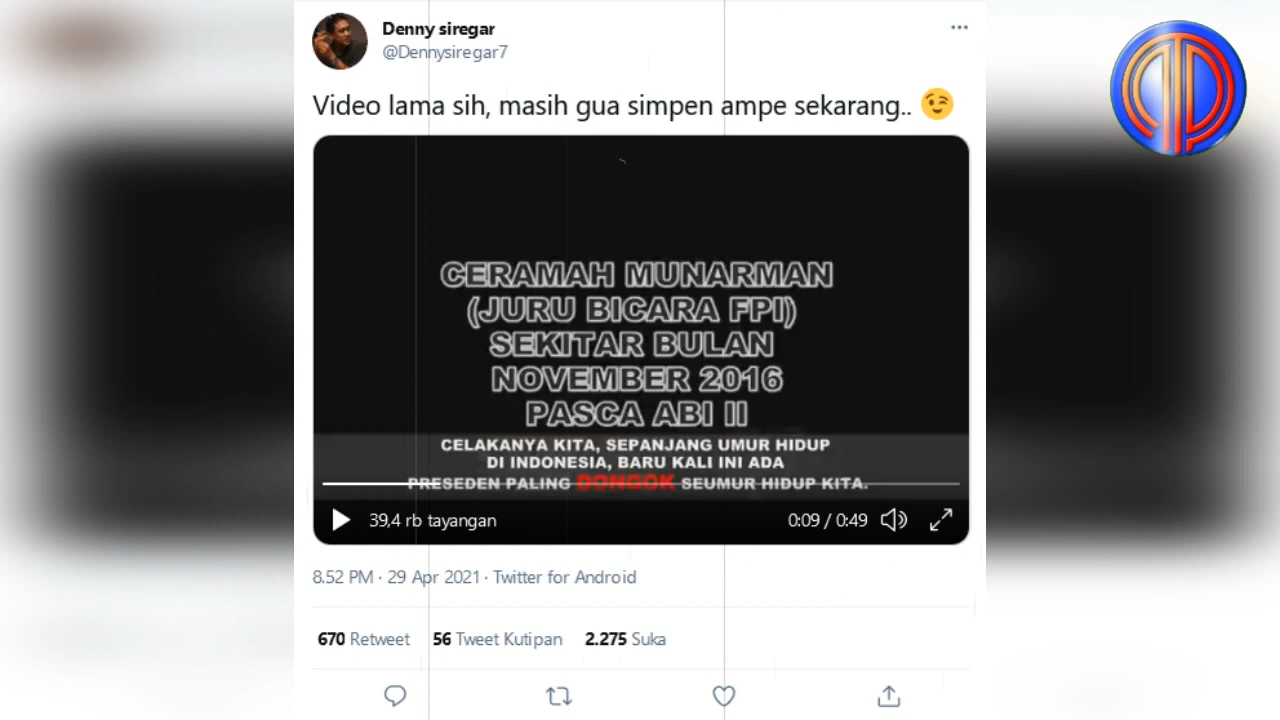 Denny siregar
@Dennysiregar7
Video lama sih, masih gua simpen ampe sekarang.. 😉
CERAMAH MUNARMAN
(JURU BICARA FPI)
SEKITAR BULAN
NOVEMBER 2016
PASCA ABI II
CELAKANYA KITA, SEPANJANG UMUR HIDUP
DI INDONESIA, BARU KALI INI ADA
PRESEDEN PALING DONGOK SEUMUR HIDUP KITA.
39,4 rb tayangan
0:09 / 0:49
8.52 PM · 29 Apr 2021 · Twitter for Android
670 Retweet 56 Tweet Kutipan 2.275 Suka